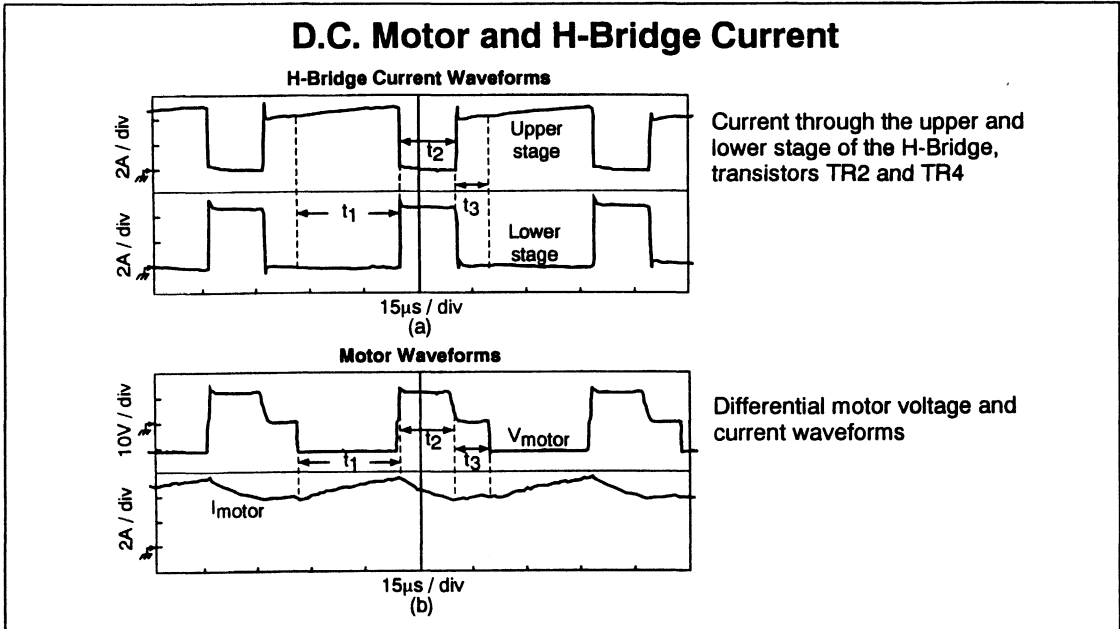 D.C. Motor and H-Bridge Current
H-Bridge Current Waveforms
2A / div
Upper
stage
t2
t3
t1
2A / div
Lower
stage
15µs / div
(a)
Current through the upper and
lower stage of the H-Bridge,
transistors TR2 and TR4
Motor Waveforms
10V / div
t1
t2
t3
Vmotor
2A / div
Imotor
15µs / div
(b)
Differential motor voltage and
current waveforms